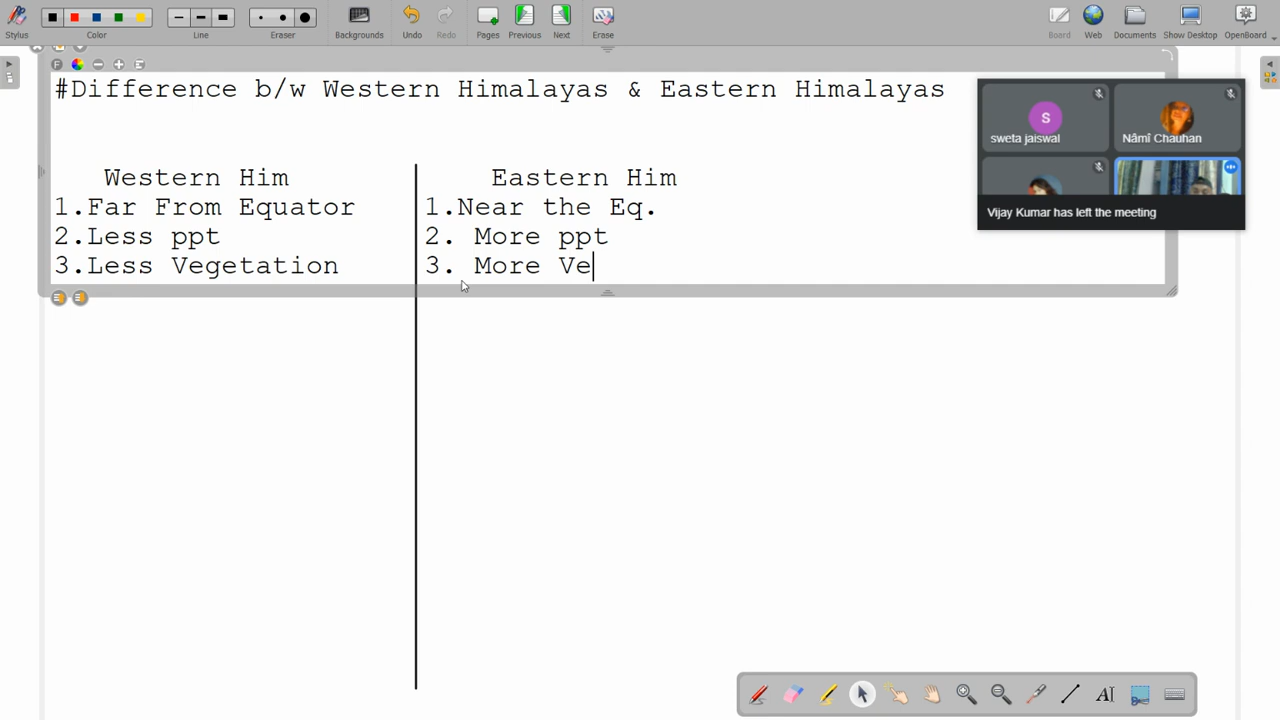 Stylus Color Line Eraser Backgrounds Undo Redo Pages Previous Next Erase Board Web Documents Show Desktop OpenBoard
#Difference b/w Western Himalayas & Eastern Himalayas
Western Him
1.Far From Equator
2.Less ppt
3.Less Vegetation
Eastern Him
1.Near the Eq.
2. More ppt
3. More Ve
S
sweta jaiswal
Nâmî Chauhan
Vijay Kumar has left the meeting